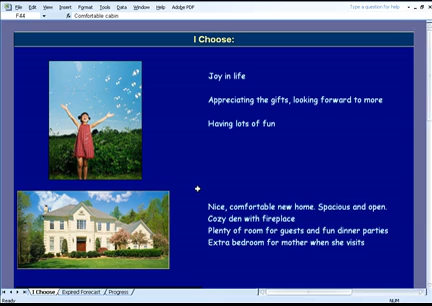 File Edit View Insert Format Tools Data Window Help Adobe PDF
Type a question for help
F44 fx Comfortable cabin
I Choose:
Joy in life
Appreciating the gifts, looking forward to more
Having lots of fun
Nice, comfortable new home. Spacious and open.
Cozy den with fireplace
Plenty of room for guests and fun dinner parties
Extra bedroom for mother when she visits
I Choose Expired Forecast Progress
Ready NUM